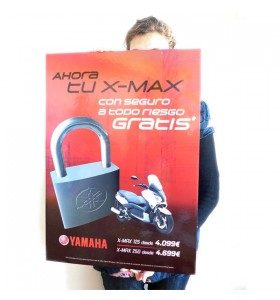 AHORA
tu X-MAX
con seguro
a todo riesgo
Gratis*
YAMAHA
X-MAX 125 desde 4.099€
X-MAX 250 desde 4.699€